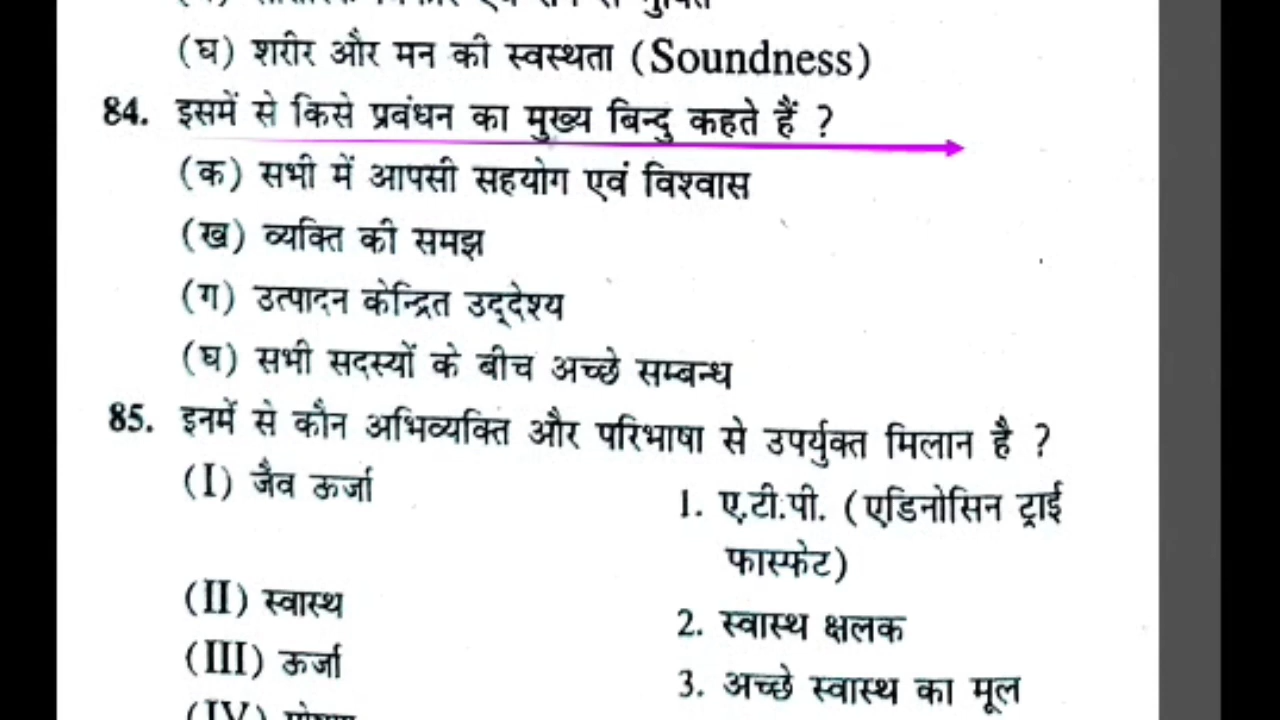 (घ) शरीर और मन की स्वस्थता (Soundness)
84. इसमें से किसे प्रबंधन का मुख्य बिन्दु कहते हैं ?
(क) सभी में आपसी सहयोग एवं विश्वास
(ख) व्यक्ति की समझ
(ग) उत्पादन केन्द्रित उद्देश्य
(घ) सभी सदस्यों के बीच अच्छे सम्बन्ध
85. इनमें से कौन अभिव्यक्ति और परिभाषा से उपर्युक्त मिलान है ?
(I) जैव ऊर्जा
1. ए.टी.पी. (एडिनोसिन ट्राई
फास्फेट)
(II) स्वास्थ
2. स्वास्थ क्षलक
(III) ऊर्जा
3. अच्छे स्वास्थ का मूल
(IV)